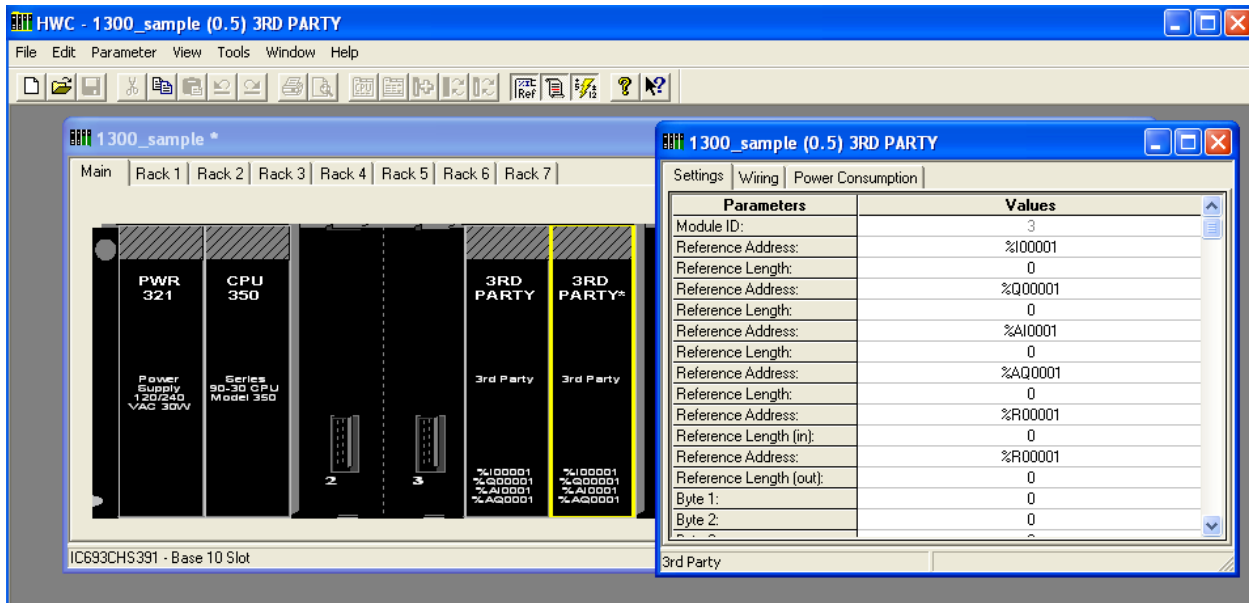 HWC - 1300_sample (0.5) 3RD PARTY
File Edit Parameter View Tools Window Help
CPU Ref
1300_sample *
Main Rack 1 Rack 2 Rack 3 Rack 4 Rack 5 Rack 6 Rack 7
PWR
321
Power
Supply
120/240
VAC 30W
CPU
350
Series
90-30 CPU
Model 350
2
3
3RD
PARTY
3rd Party
%I00001
%Q00001
%AI0001
%AQ0001
3RD
PARTY*
3rd Party
%I00001
%Q00001
%AI0001
%AQ0001
IC693CHS391 - Base 10 Slot
1300_sample (0.5) 3RD PARTY
Settings Wiring Power Consumption
Parameters Values
Module ID: 3
Reference Address: %I00001
Reference Length: 0
Reference Address: %Q00001
Reference Length: 0
Reference Address: %AI0001
Reference Length: 0
Reference Address: %AQ0001
Reference Length: 0
Reference Address: %R00001
Reference Length (in): 0
Reference Address: %R00001
Reference Length (out): 0
Byte 1: 0
Byte 2: 0
3rd Party